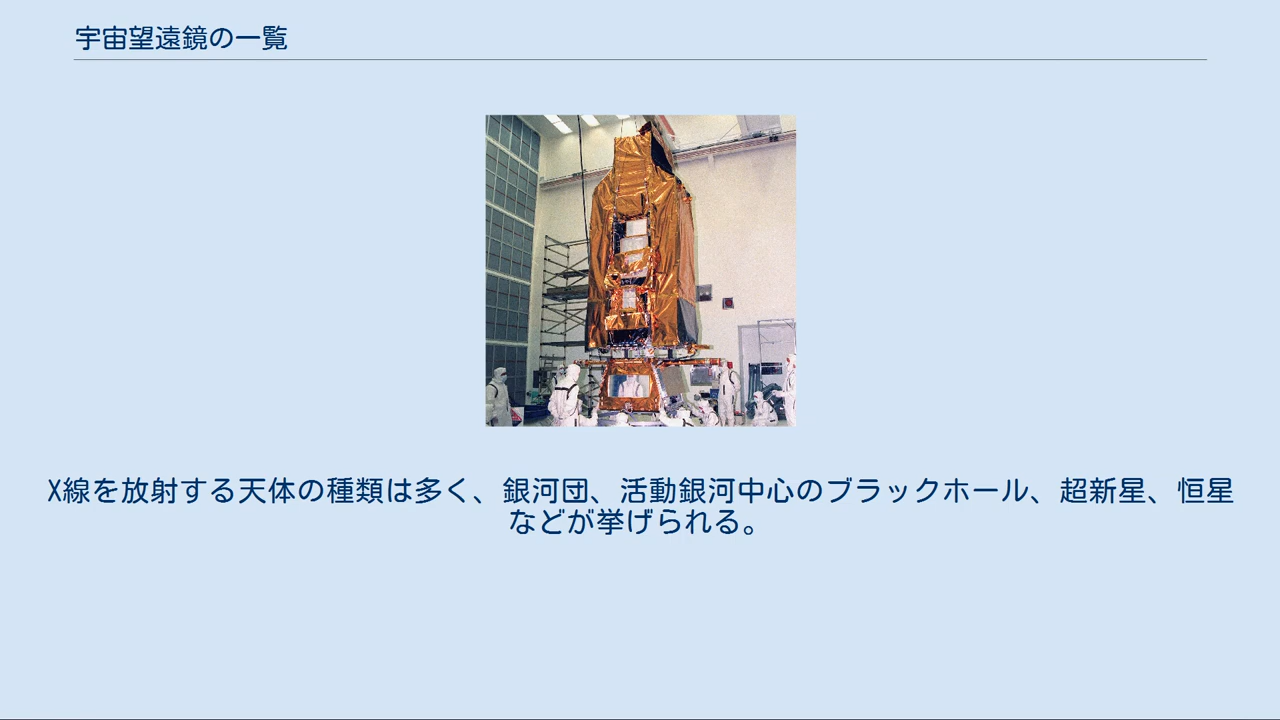 宇宙望遠鏡の一覧
X線を放射する天体の種類は多く、銀河団、活動銀河中心のブラックホール、超新星、恒星
などが挙げられる。